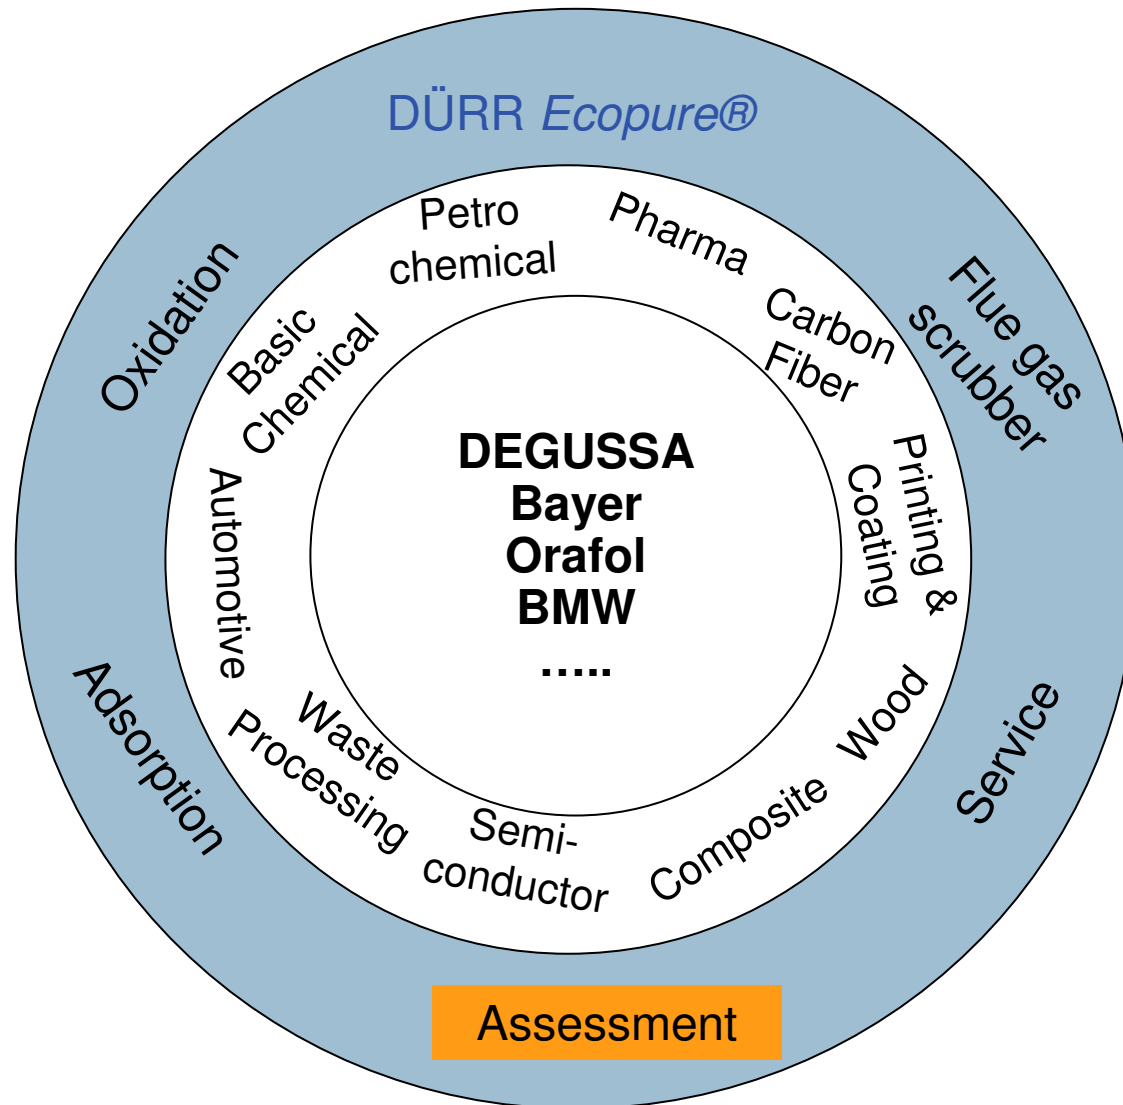 DÜRR Ecopure®
Oxidation
Flue gas
scrubber
Adsorption
Service
Assessment
Petro
chemical
Pharma
Carbon
Fiber
Basic
Chemical
Printing &
Coating
Automotive
Wood
Waste
Processing
Composite
Semi-
conductor
DEGUSSA
Bayer
Orafol
BMW
…..